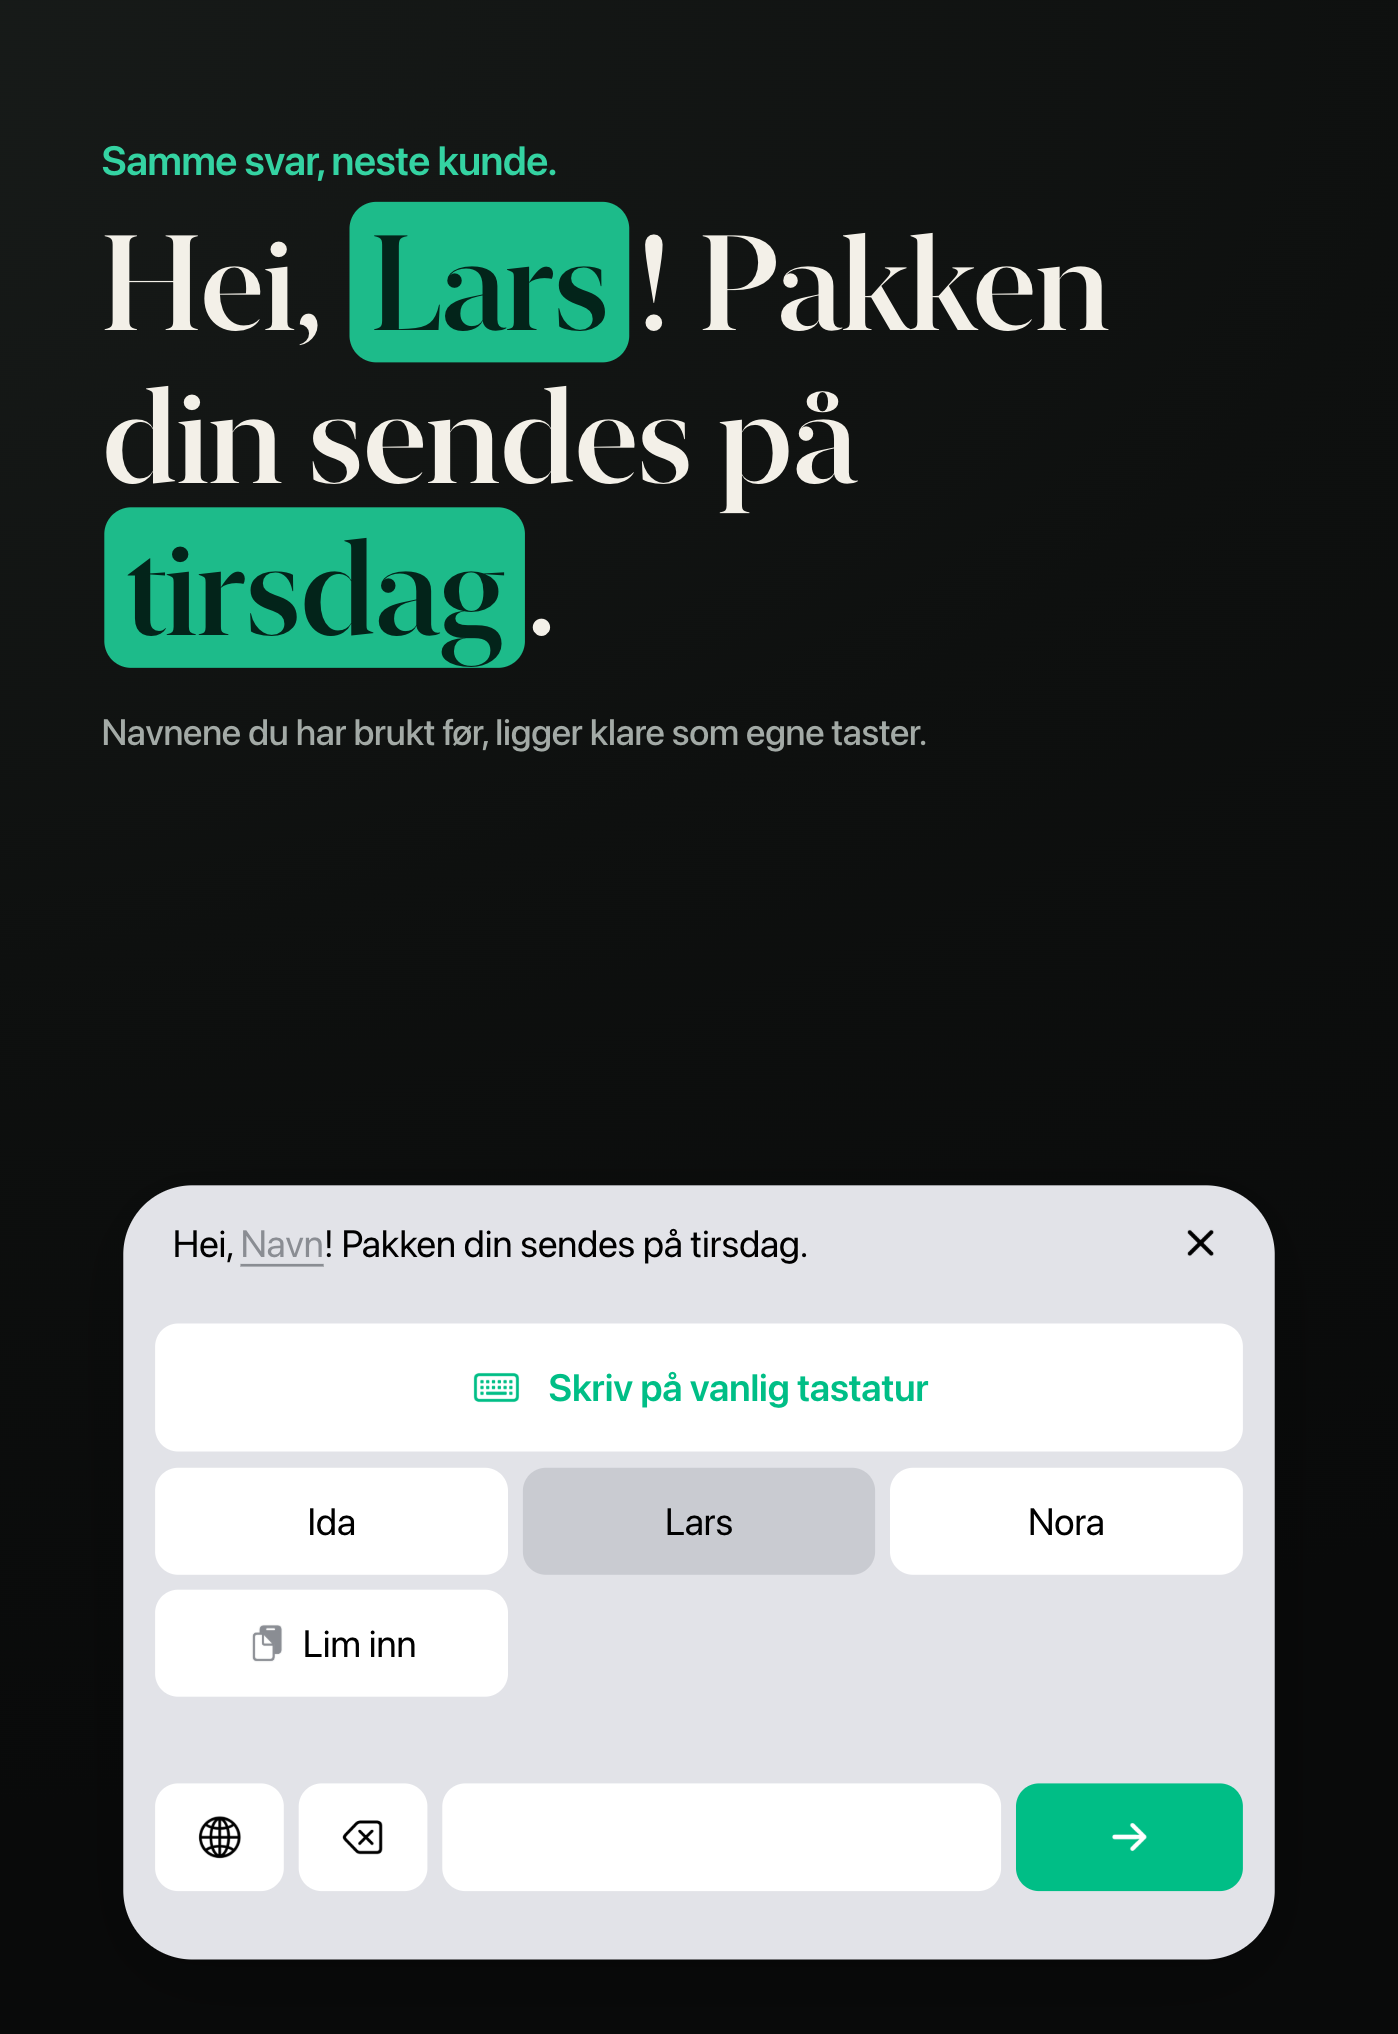 Samme svar, neste kunde.
Hei, Lars! Pakken
din sendes på
tirsdag.
Navnene du har brukt før, ligger klare som egne taster.
Hei, Navn! Pakken din sendes på tirsdag.
Skriv på vanlig tastatur
Ida
Lars
Nora
Lim inn